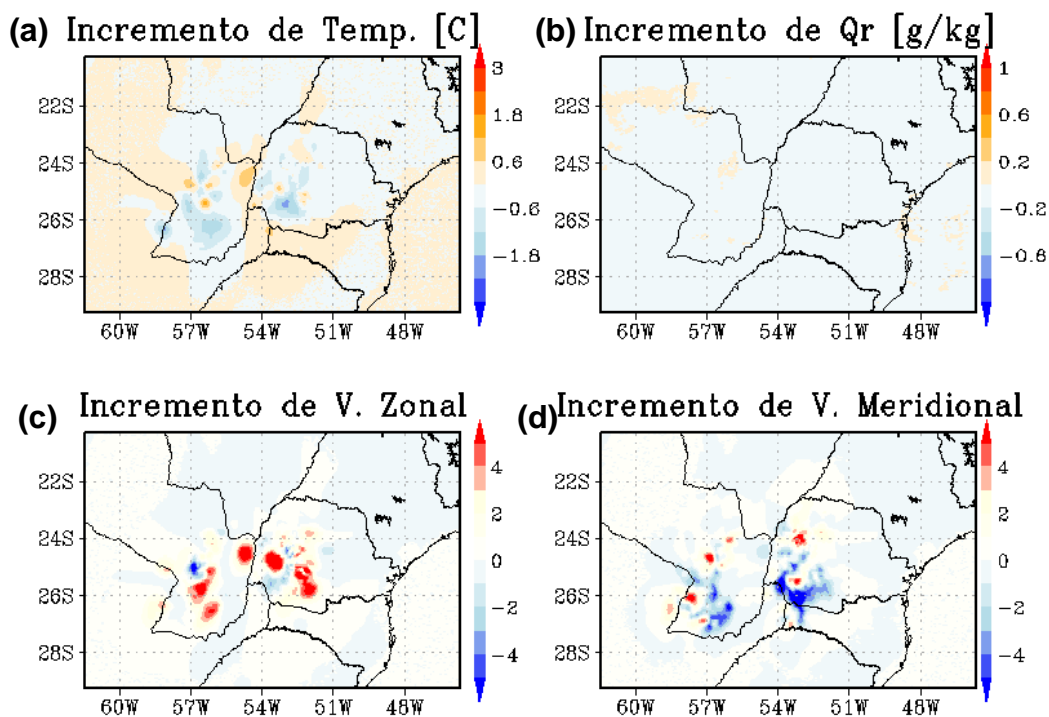 (a) Incremento de Temp. [C]
(b) Incremento de Qr [g/kg]
22S
24S
26S
28S
60W 57W 54W 51W 48W
3
1.8
0.6
−0.6
−1.8
22S
24S
26S
28S
60W 57W 54W 51W 48W
1
0.6
0.2
−0.2
−0.6
(c) Incremento de V. Zonal
(d) Incremento de V. Meridional
22S
24S
26S
28S
60W 57W 54W 51W 48W
4
2
0
−2
−4
22S
24S
26S
28S
60W 57W 54W 51W 48W
4
2
0
−2
−4